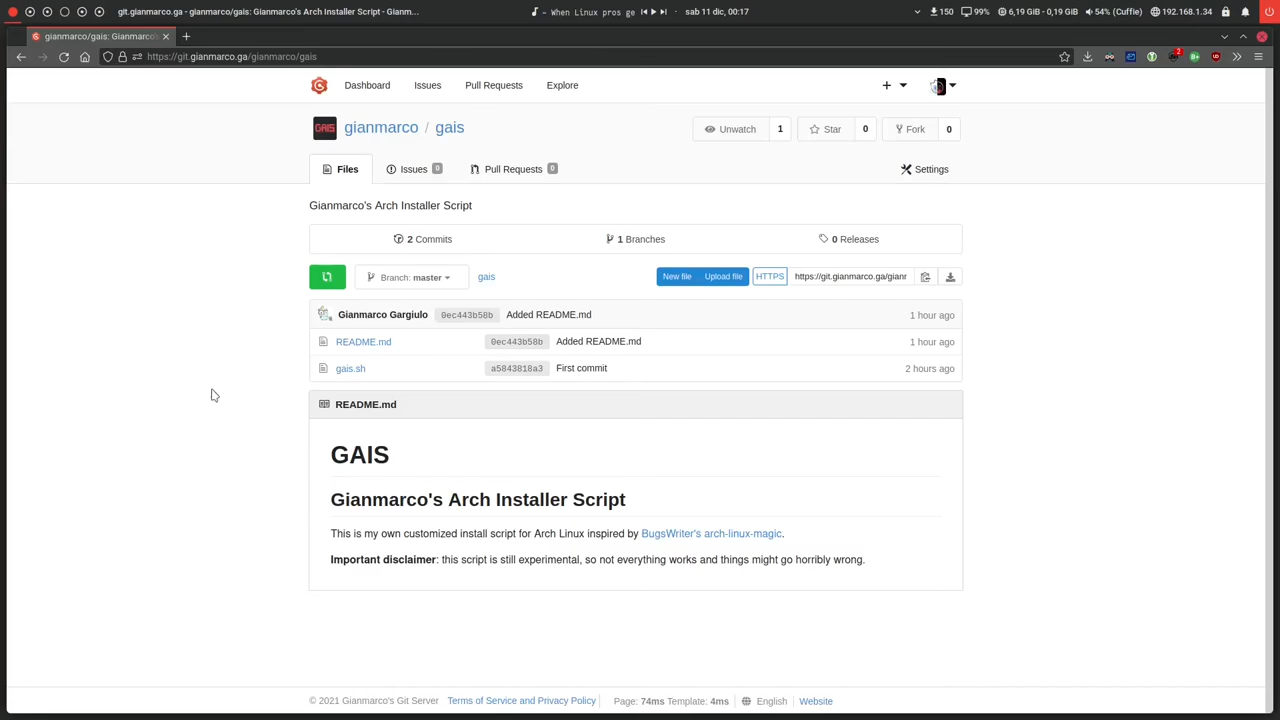 git.gianmarco.ga - gianmarco/gais: Gianmarco's Arch Installer Script - Gianm...
- When Linux pros ge
sab 11 dic, 00:17
150
99%
6,19 GiB - 0,19 GiB
54% (Cuffie)
192.168.1.34
gianmarco/gais: Gianmarco's
https://git.gianmarco.ga/gianmarco/gais
2
Dashboard
Issues
Pull Requests
Explore
GAIS
gianmarco / gais
Unwatch 1
Star 0
Fork 0
Files
Issues 0
Pull Requests 0
Settings
Gianmarco's Arch Installer Script
2 Commits
1 Branches
0 Releases
Branch: master
gais
New file
Upload file
HTTPS
https://git.gianmarco.ga/gianr
Gianmarco Gargiulo 0ec443b58b Added README.md 1 hour ago
README.md 0ec443b58b Added README.md 1 hour ago
gais.sh a5843818a3 First commit 2 hours ago
README.md
GAIS
Gianmarco's Arch Installer Script
This is my own customized install script for Arch Linux inspired by BugsWriter's arch-linux-magic.
Important disclaimer: this script is still experimental, so not everything works and things might go horribly wrong.
© 2021 Gianmarco's Git Server
Terms of Service and Privacy Policy
Page: 74ms Template: 4ms
English
Website